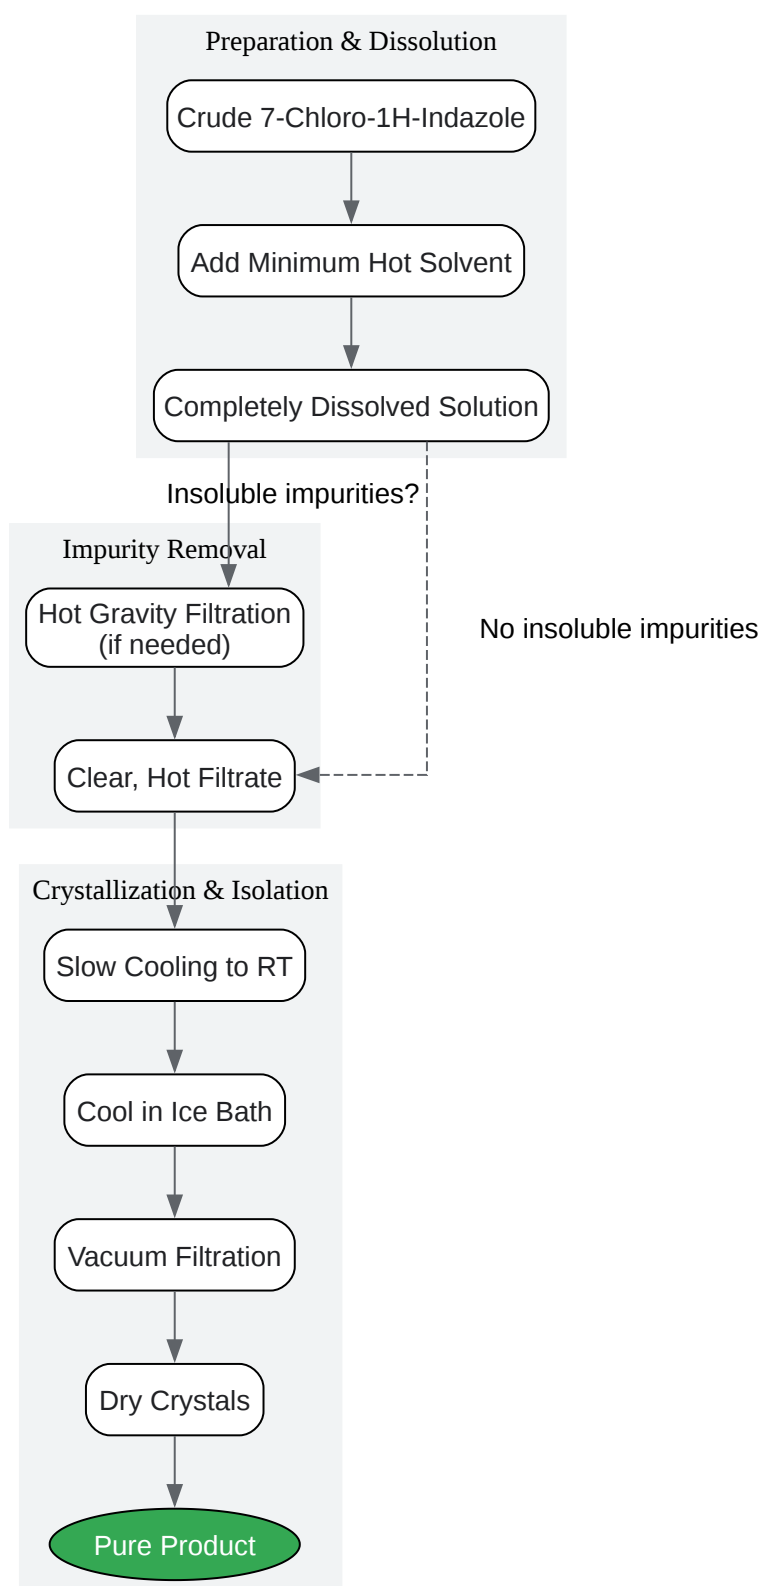 Preparation & Dissolution
Crude 7-Chloro-1H-Indazole
Add Minimum Hot Solvent
Completely Dissolved Solution
Insoluble impurities?
Impurity Removal
Hot Gravity Filtration
(if needed)
No insoluble impurities
Clear, Hot Filtrate
Crystallization & Isolation
Slow Cooling to RT
Cool in Ice Bath
Vacuum Filtration
Dry Crystals
Pure Product